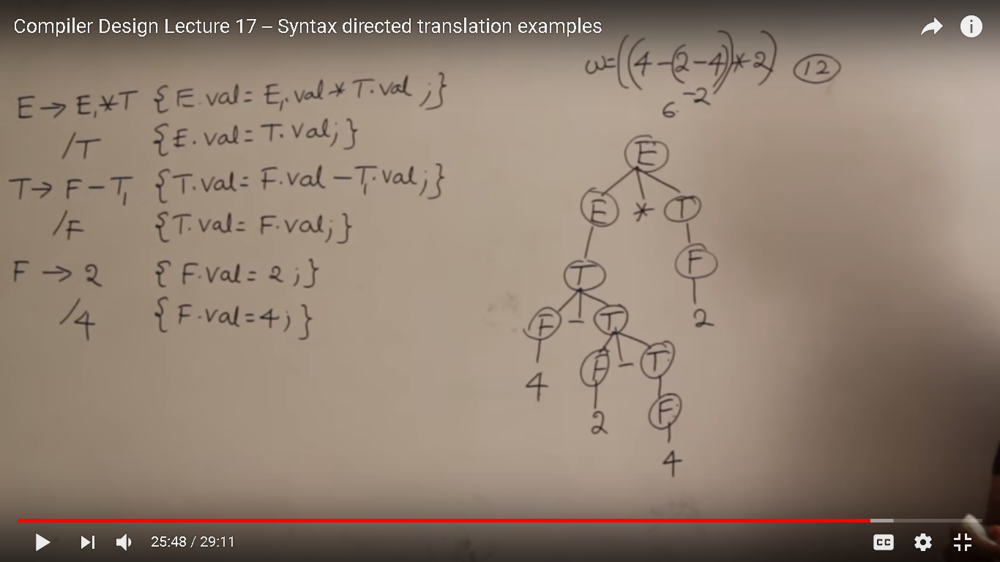 Compiler Design Lecture 17 – Syntax directed translation examples
w=((4-(2-4))*2) 12
6 -2
E → E₁*T {E.val= E₁.val * T.val ;}
/T {E.val= T.val;}
T → F - T₁ {T.val= F.val - T₁.val;}
/F {T.val= F.val;}
F → 2 { F.val= 2 ;}
/4 { F.val=4; }
E
E * T
T F
F - T 2
4 F - T
2 F
4
25:48 / 29:11
CC